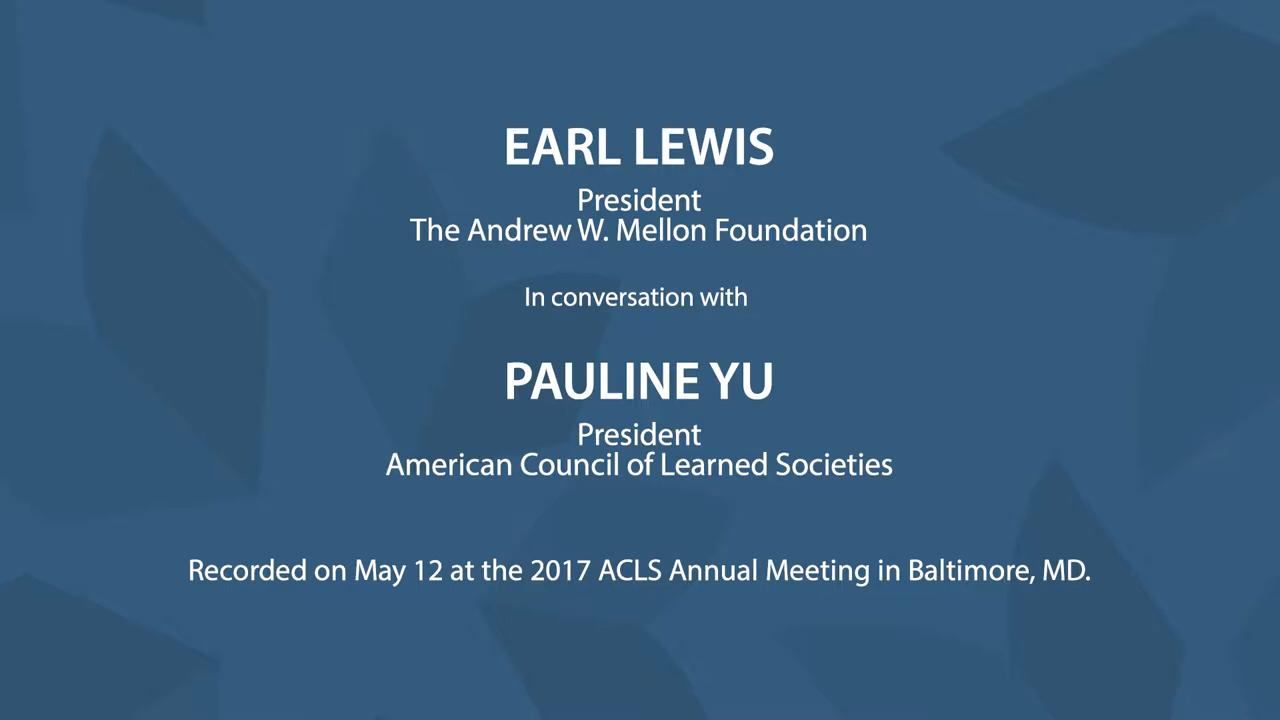 EARL LEWIS
President
The Andrew W. Mellon Foundation
In conversation with
PAULINE YU
President
American Council of Learned Societies
Recorded on May 12 at the 2017 ACLS Annual Meeting in Baltimore, MD.